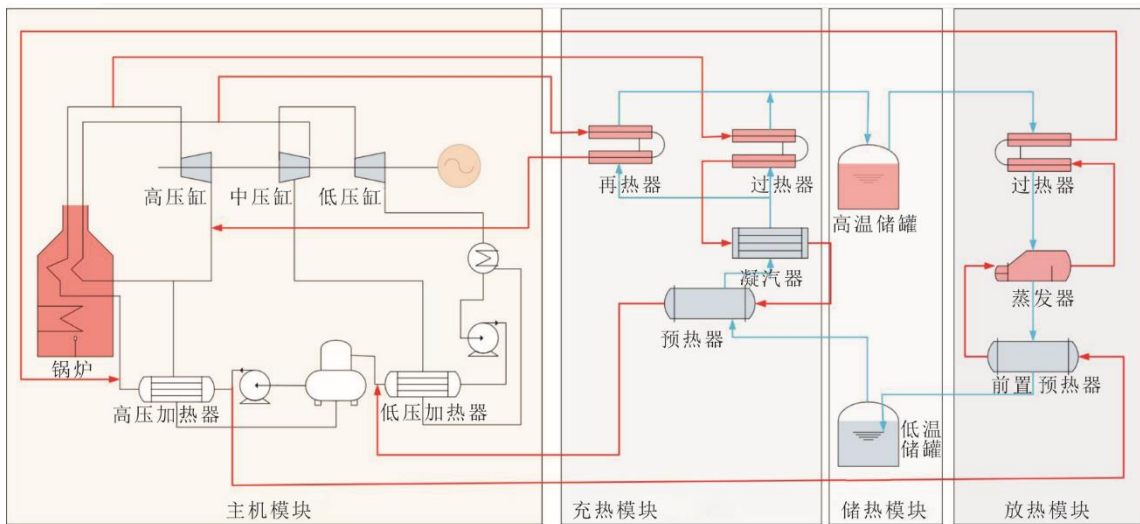 高压缸
中压缸
低压缸
锅炉
高压加热器
低压加热器
主机模块
再热器
过热器
凝汽器
预热器
充热模块
高温储罐
低温
储罐
储热模块
过热器
蒸发器
前置预热器
放热模块